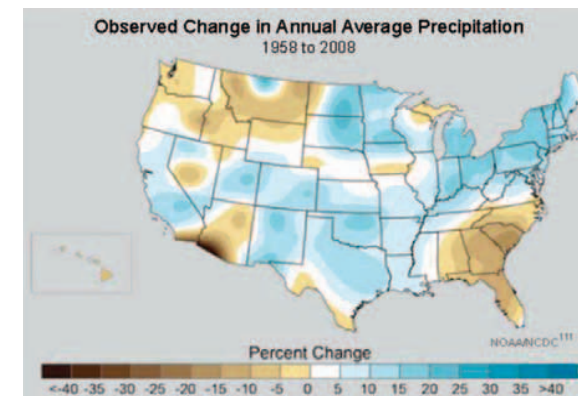 Observed Change in Annual Average Precipitation
1958 to 2008
NOAA/NCDC¹¹¹
Percent Change
<-40 -35 -30 -25 -20 -15 -10 -5 0 5 10 15 20 25 30 35 >40